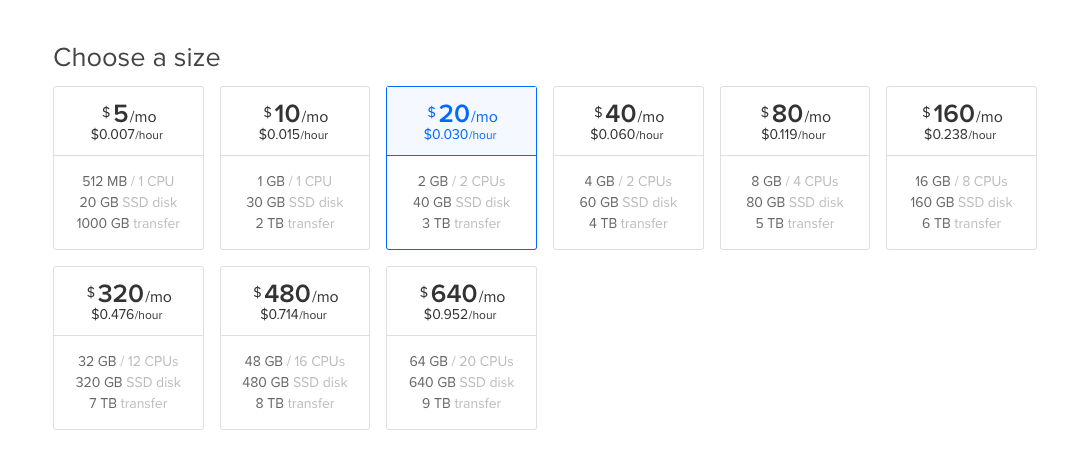 Choose a size
$5/mo
$0.007/hour
512 MB / 1 CPU
20 GB SSD disk
1000 GB transfer
$10/mo
$0.015/hour
1 GB / 1 CPU
30 GB SSD disk
2 TB transfer
$20/mo
$0.030/hour
2 GB / 2 CPUs
40 GB SSD disk
3 TB transfer
$40/mo
$0.060/hour
4 GB / 2 CPUs
60 GB SSD disk
4 TB transfer
$80/mo
$0.119/hour
8 GB / 4 CPUs
80 GB SSD disk
5 TB transfer
$160/mo
$0.238/hour
16 GB / 8 CPUs
160 GB SSD disk
6 TB transfer
$320/mo
$0.476/hour
32 GB / 12 CPUs
320 GB SSD disk
7 TB transfer
$480/mo
$0.714/hour
48 GB / 16 CPUs
480 GB SSD disk
8 TB transfer
$640/mo
$0.952/hour
64 GB / 20 CPUs
640 GB SSD disk
9 TB transfer